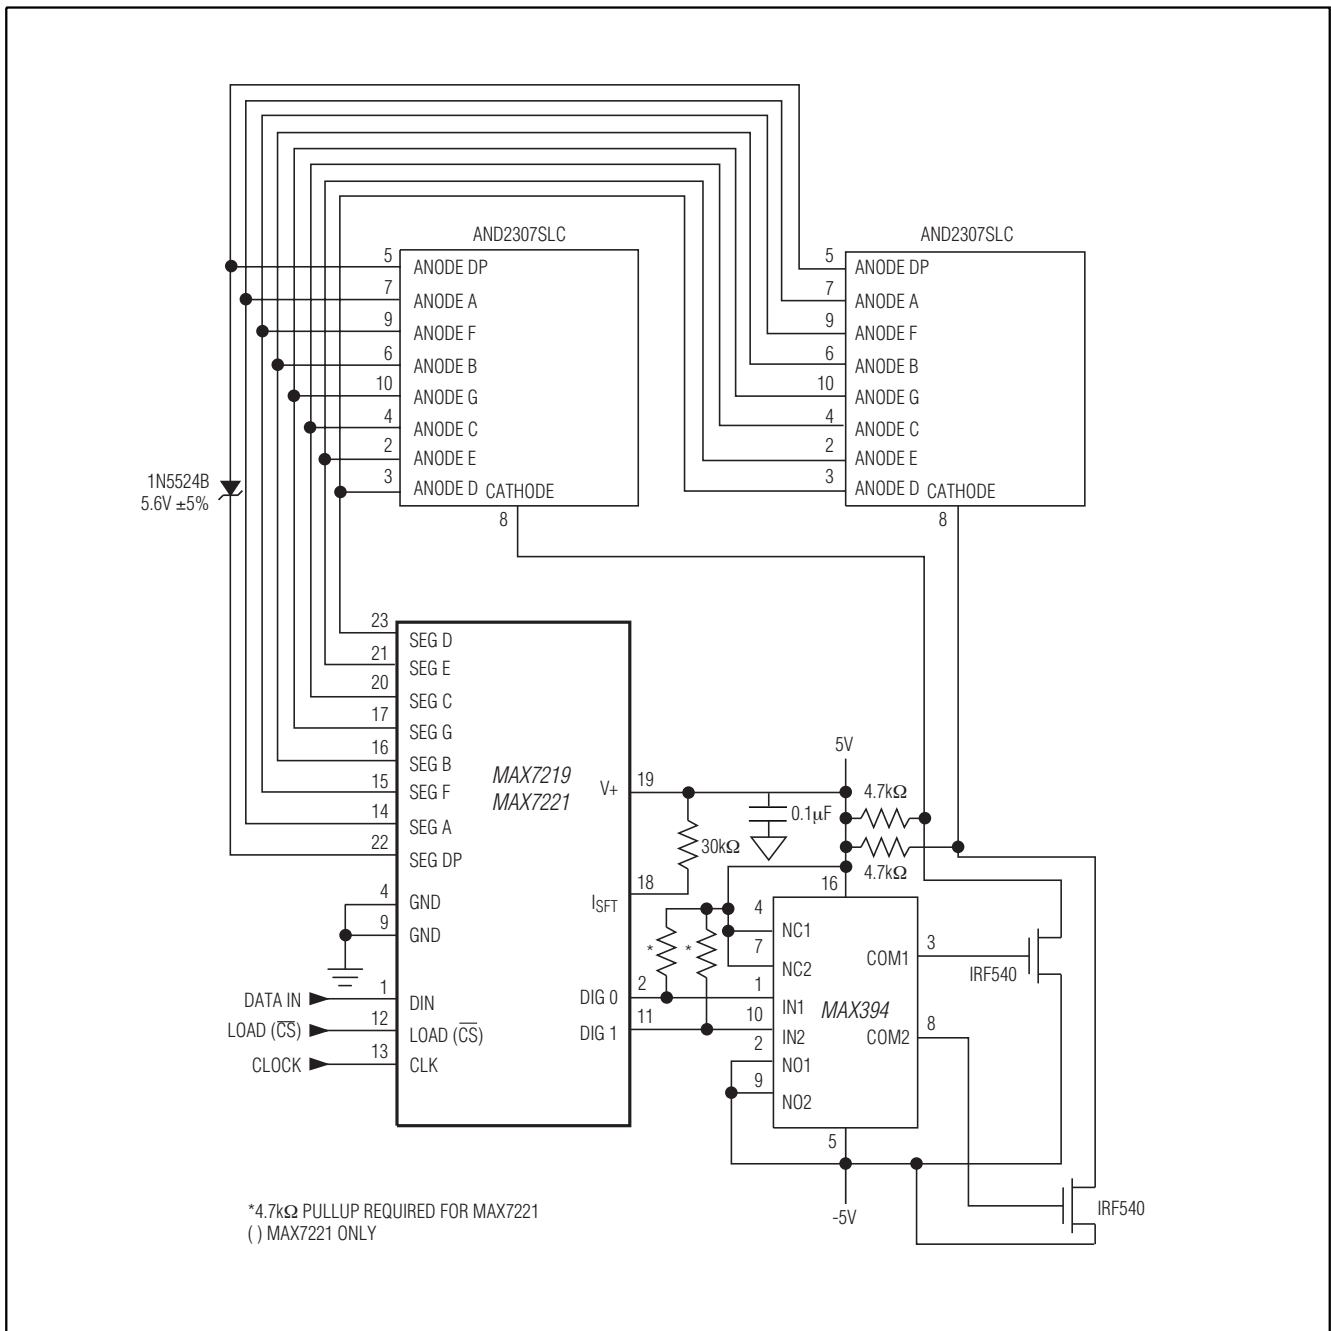 AND2307SLC
5 ANODE DP
7 ANODE A
9 ANODE F
6 ANODE B
10 ANODE G
4 ANODE C
2 ANODE E
3 ANODE D CATHODE
8
AND2307SLC
5 ANODE DP
7 ANODE A
9 ANODE F
6 ANODE B
10 ANODE G
4 ANODE C
2 ANODE E
3 ANODE D CATHODE
8
1N5524B
5.6V ±5%
23 SEG D
21 SEG E
20 SEG C
17 SEG G
16 SEG B
15 SEG F
14 SEG A
22 SEG DP
4 GND
9 GND
DATA IN 1 DIN
LOAD (C̅S̅) 12 LOAD (C̅S̅)
CLOCK 13 CLK
MAX7219
MAX7221
V+ 19
ISFT 18
DIG 0 2
DIG 1 11
30kΩ
0.1µF
5V
4.7kΩ
4.7kΩ
* *
16
4 NC1
7 NC2
1 IN1
10 IN2
2 NO1
9 NO2
MAX394
COM1 3
COM2 8
5
-5V
IRF540
IRF540
*4.7kΩ PULLUP REQUIRED FOR MAX7221
( ) MAX7221 ONLY